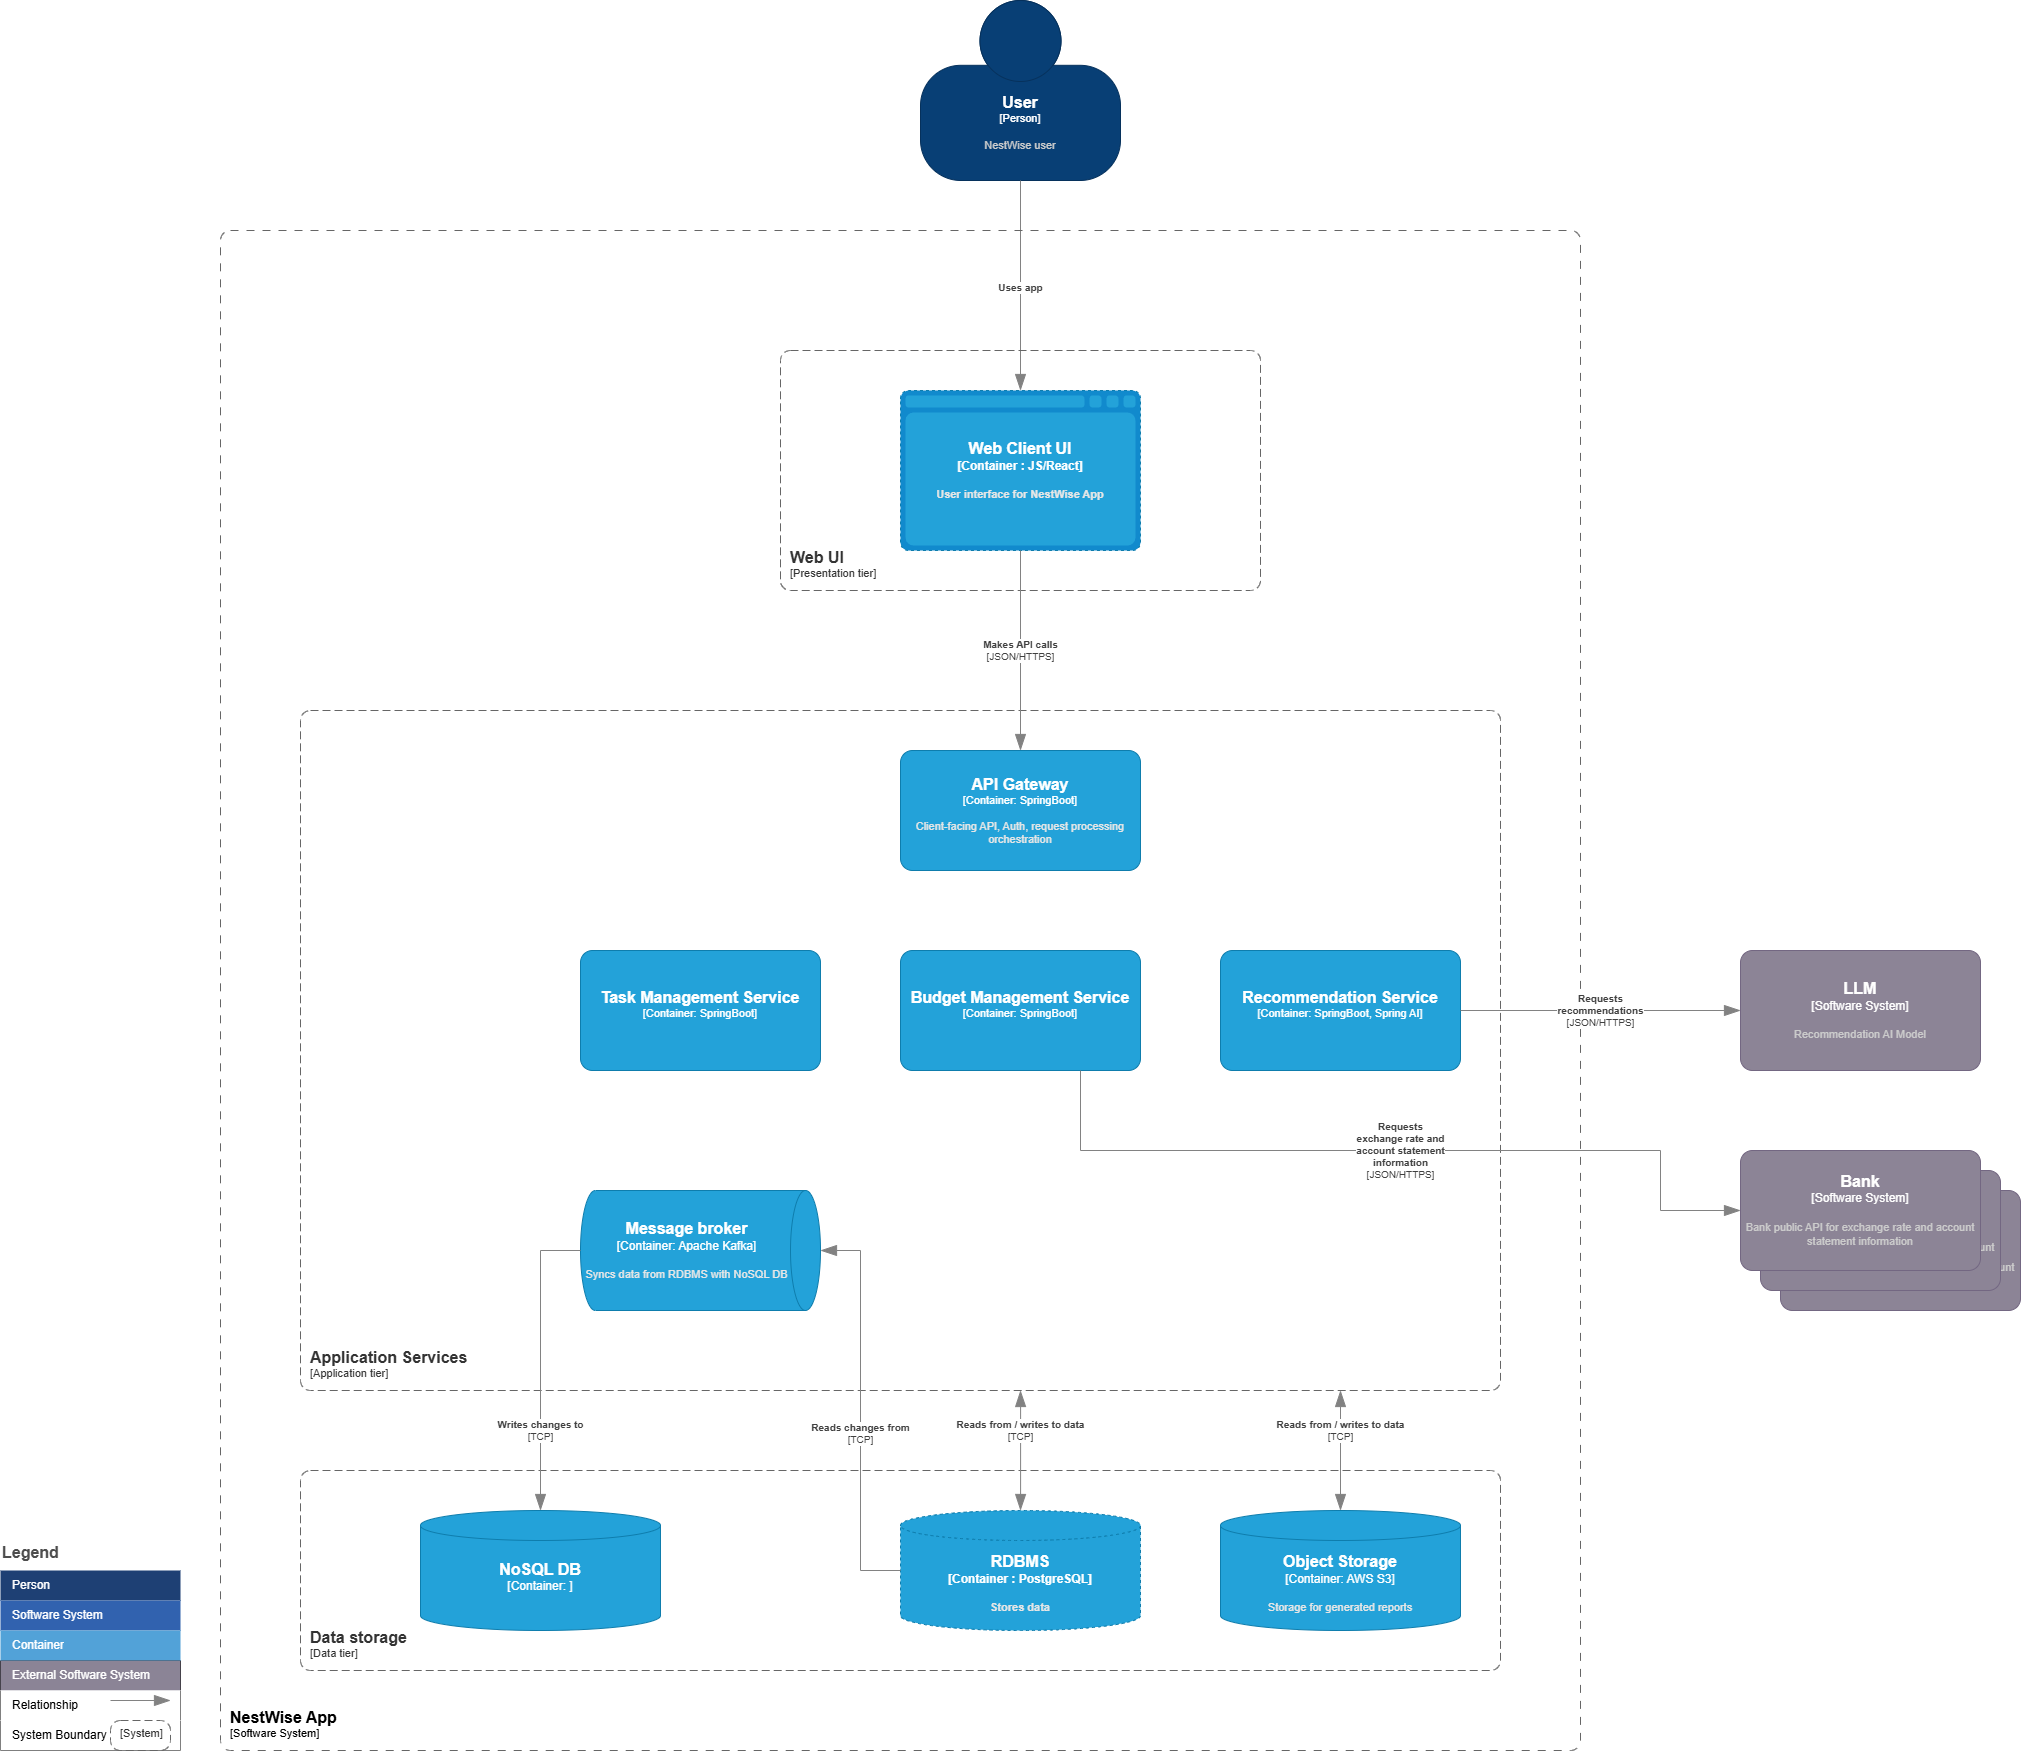 User
[Person]
NestWise user
Uses app
Web Client UI
[Container : JS/React]
User interface for NestWise App
Web UI
[Presentation tier]
Makes API calls
[JSON/HTTPS]
API Gateway
[Container: SpringBoot]
Client-facing API, Auth, request processing
orchestration
Task Management Service
[Container: SpringBoot]
Budget Management Service
[Container: SpringBoot]
Recommendation Service
[Container: SpringBoot, Spring AI]
Requests
recommendations
[JSON/HTTPS]
LLM
[Software System]
Recommendation AI Model
Requests
exchange rate and
account statement
information
[JSON/HTTPS]
Bank
[Software System]
Bank public API for exchange rate and account
statement information
unt
unt
Message broker
[Container: Apache Kafka]
Syncs data from RDBMS with NoSQL DB
Application Services
[Application tier]
Writes changes to
[TCP]
Reads changes from
[TCP]
Reads from / writes to data
[TCP]
Reads from / writes to data
[TCP]
NoSQL DB
[Container: ]
RDBMS
[Container : PostgreSQL]
Stores data
Object Storage
[Container: AWS S3]
Storage for generated reports
Data storage
[Data tier]
NestWise App
[Software System]
Legend
Person
Software System
Container
External Software System
Relationship
System Boundary
[System]